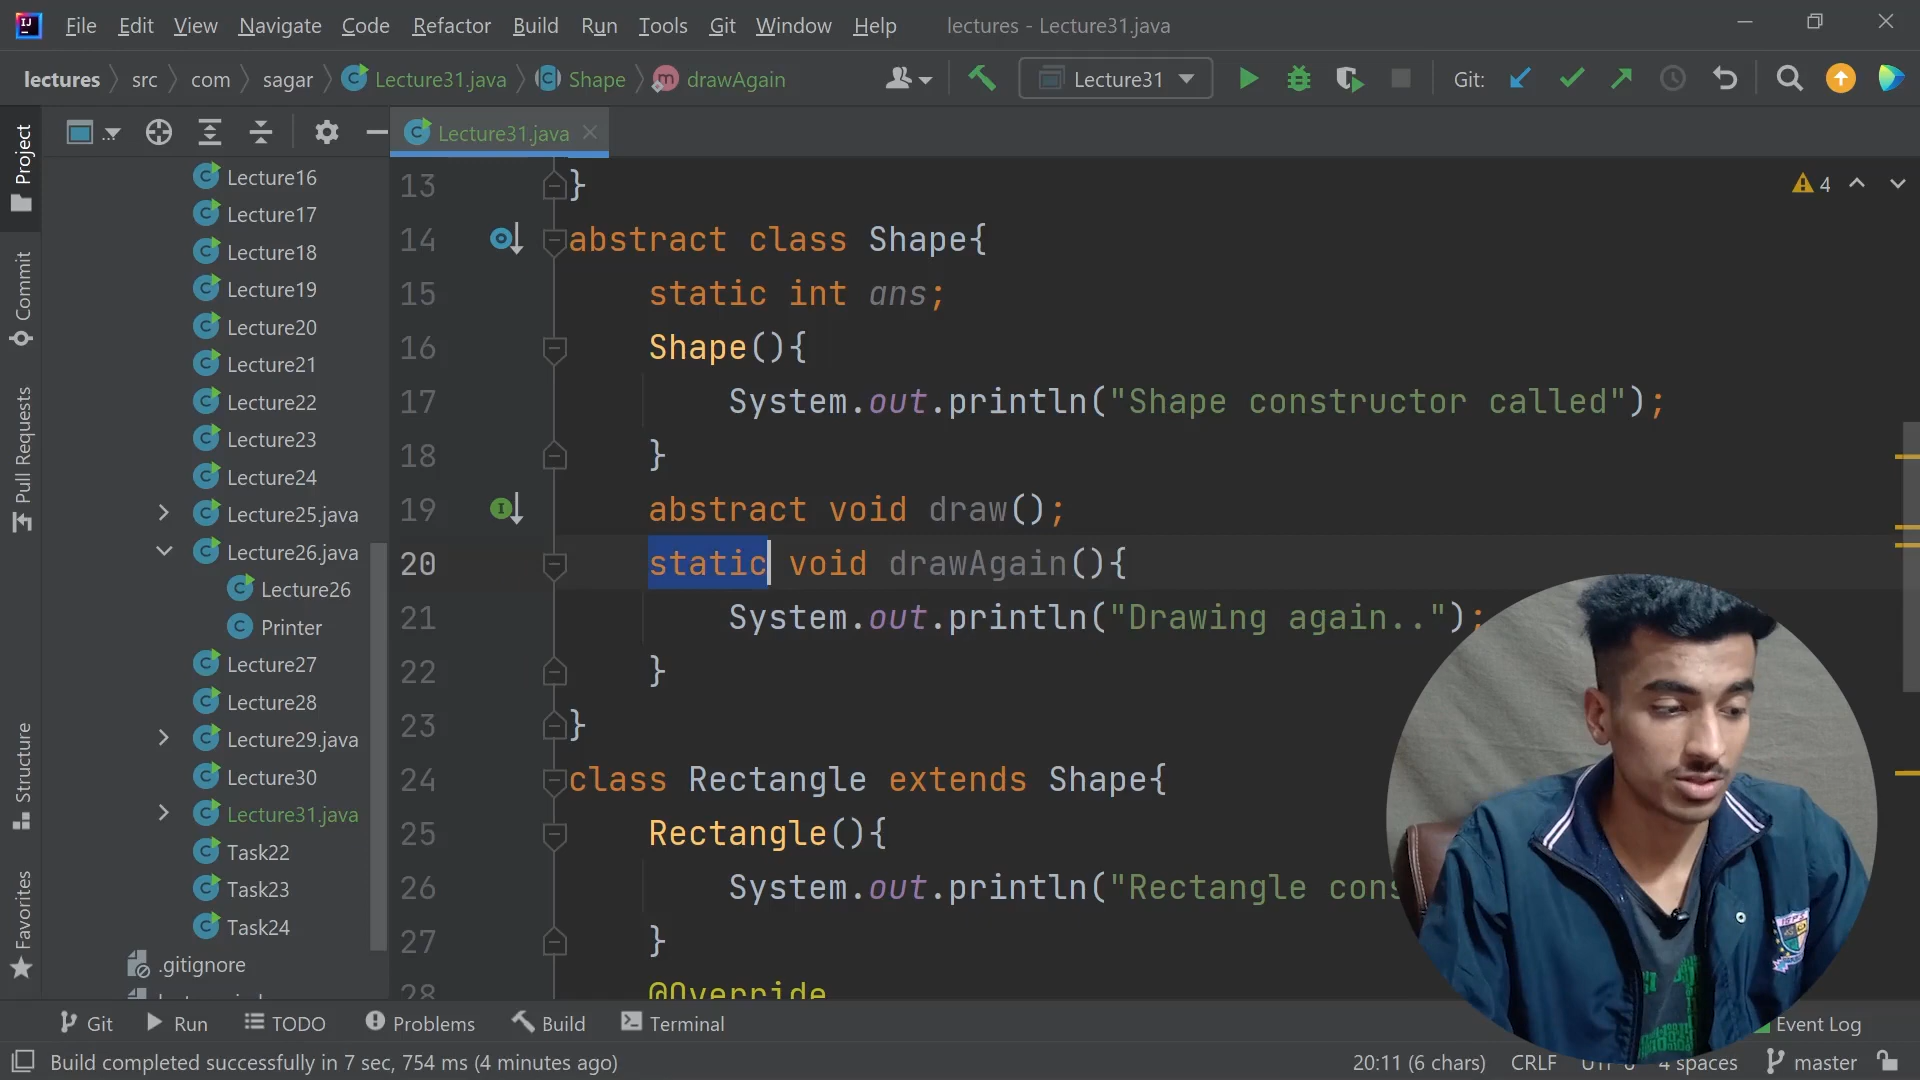 File Edit View Navigate Code Refactor Build Run Tools Git Window Help lectures - Lecture31.java
lectures src com sagar Lecture31.java Shape drawAgain Lecture31 Git:
Project
Commit
Pull Requests
Structure
Favorites
...
Lecture31.java
Lecture16
Lecture17
Lecture18
Lecture19
Lecture20
Lecture21
Lecture22
Lecture23
Lecture24
Lecture25.java
Lecture26.java
Lecture26
Printer
Lecture27
Lecture28
Lecture29.java
Lecture30
Lecture31.java
Task22
Task23
Task24
.gitignore
4
13 }
14 abstract class Shape{
15 static int ans;
16 Shape(){
17 System.out.println("Shape constructor called");
18 }
19 abstract void draw();
20 static void drawAgain(){
21 System.out.println("Drawing again..");
22 }
23 }
24 class Rectangle extends Shape{
25 Rectangle(){
26 System.out.println("Rectangle cons
27 }
28 @Override
Git Run TODO Problems Build Terminal Event Log
Build completed successfully in 7 sec, 754 ms (4 minutes ago) 20:11 (6 chars) CRLF 4 spaces master